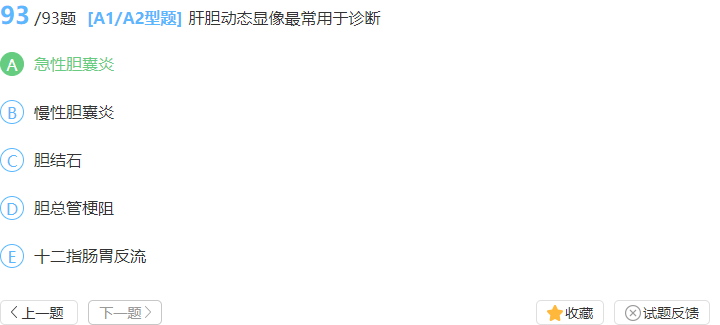 93 /93题 [A1/A2型题] 肝胆动态显像最常用于诊断
A 急性胆囊炎
B 慢性胆囊炎
C 胆结石
D 胆总管梗阻
E 十二指肠胃反流
上一题 下一题 收藏 试题反馈